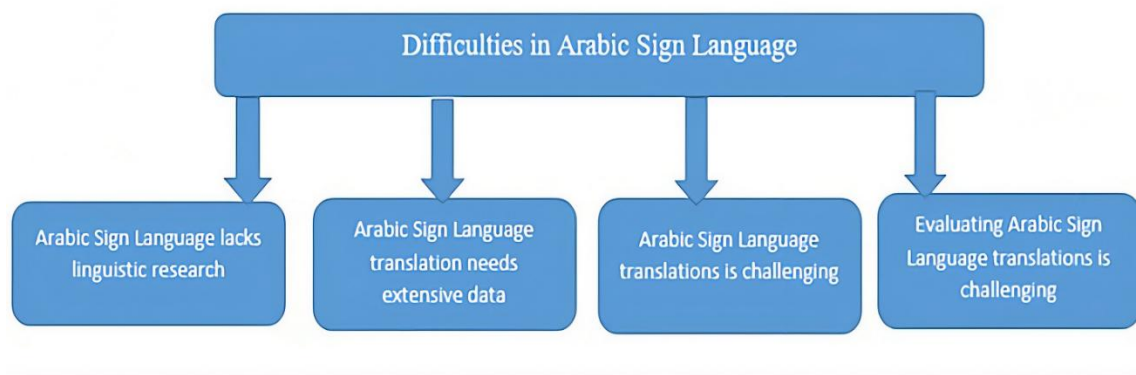 Difficulties in Arabic Sign Language
Arabic Sign Language lacks
linguistic research
Arabic Sign Language
translation needs
extensive data
Arabic Sign Language
translations is challenging
Evaluating Arabic Sign
Language translations is
challenging